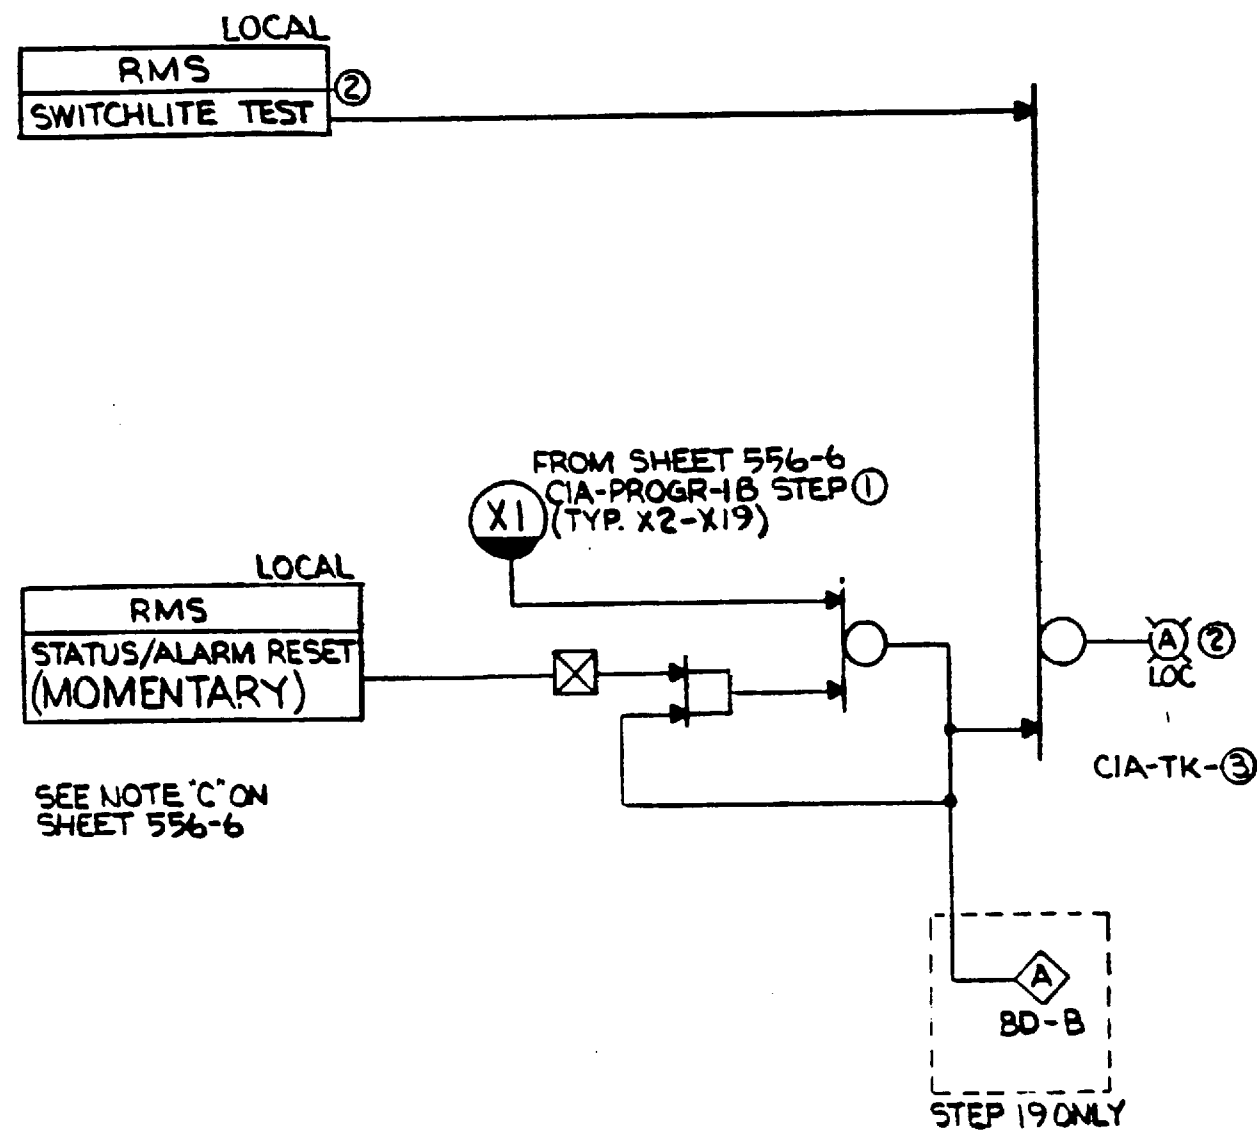 LOCAL
RMS
SWITCHLITE TEST
2
FROM SHEET 556-6
CIA-PROGR-1B STEP 1
(TYP. X2-X19)
X1
LOCAL
RMS
STATUS/ALARM RESET
(MOMENTARY)
A
2
LOC
CIA-TK-3
SEE NOTE "C" ON
SHEET 556-6
A
BD-B
STEP 19 ONLY